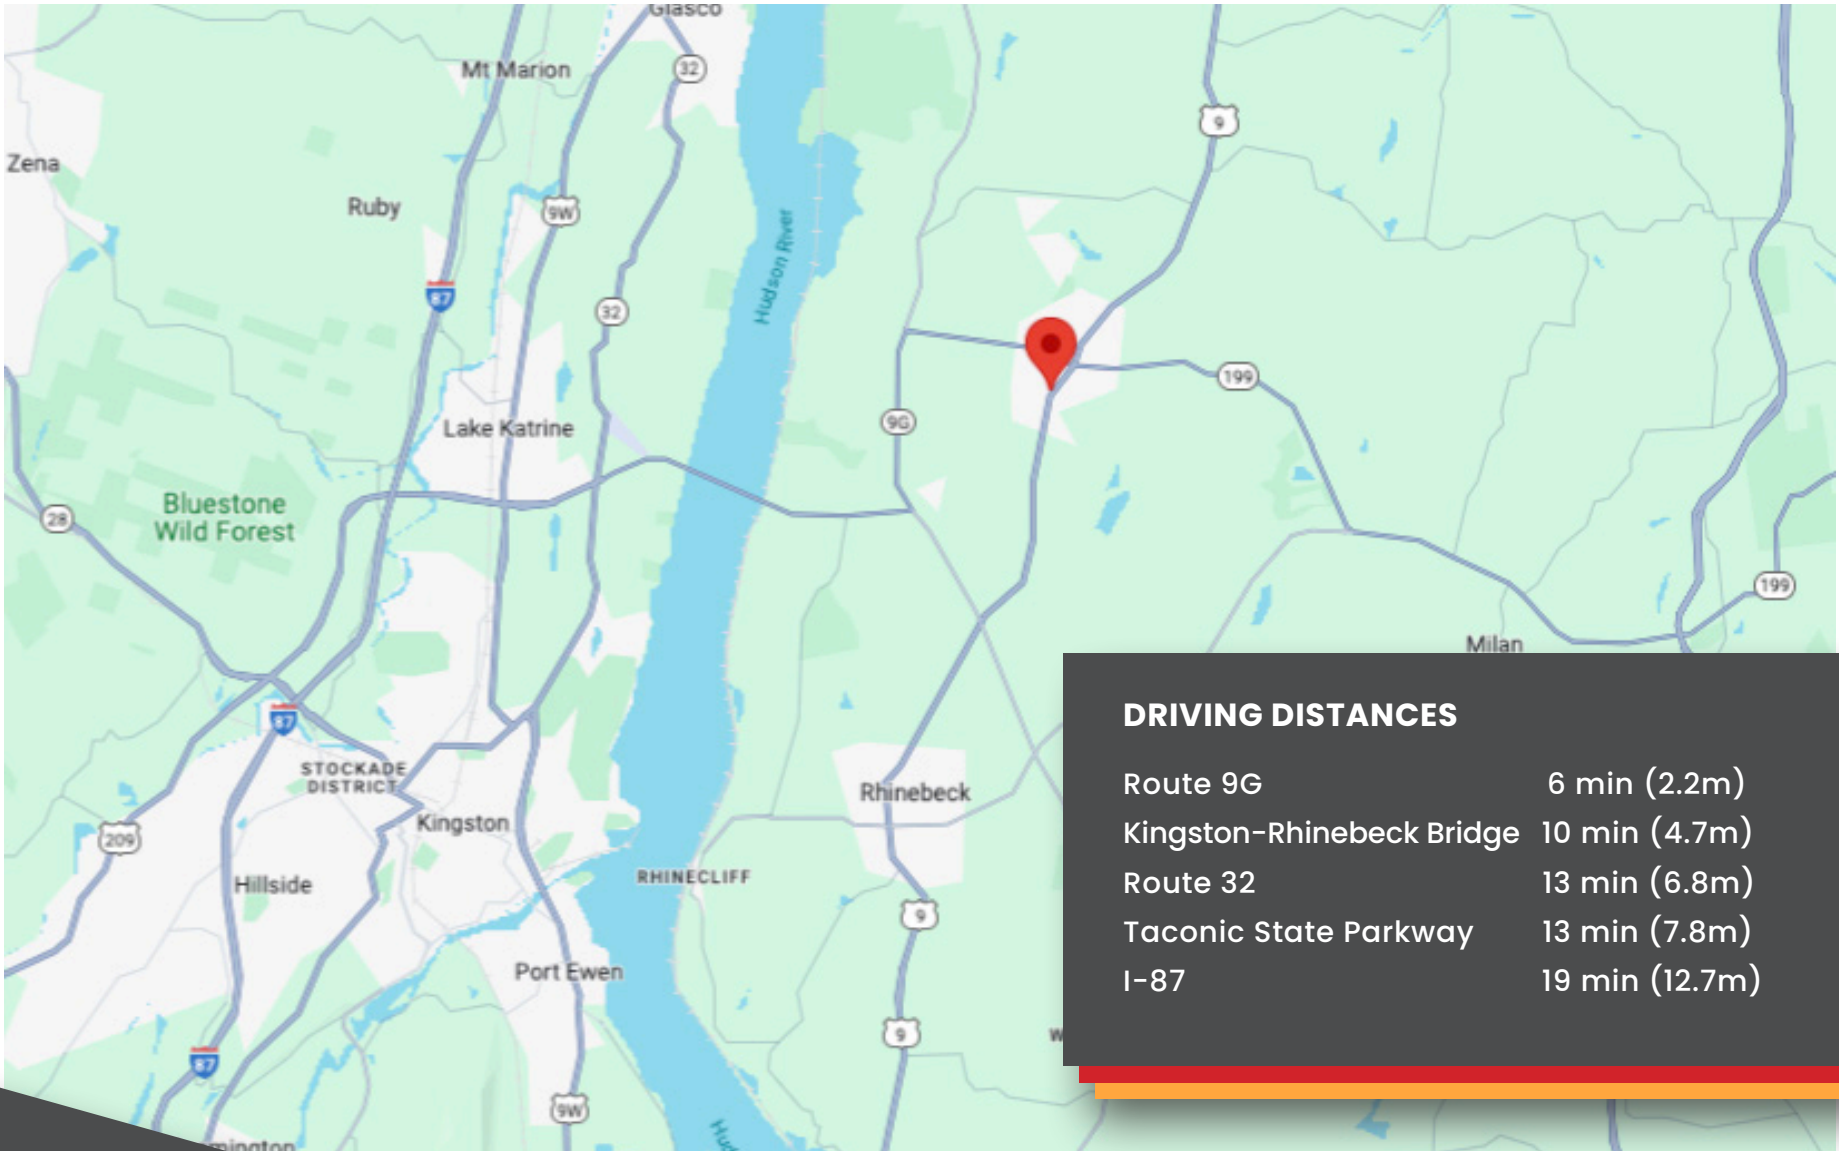 Glasco
Mt Marion
32
9
Zena
Ruby
9W
Hudson River
87
32
Lake Katrine
9G
199
Bluestone
Wild Forest
28
199
Milan
87
STOCKADE
DISTRICT
Kingston
Rhinebeck
209
Hillside
RHINECLIFF
9
Port Ewen
9
87
9W
DRIVING DISTANCES
Route 9G 6 min (2.2m)
Kingston-Rhinebeck Bridge 10 min (4.7m)
Route 32 13 min (6.8m)
Taconic State Parkway 13 min (7.8m)
I-87 19 min (12.7m)